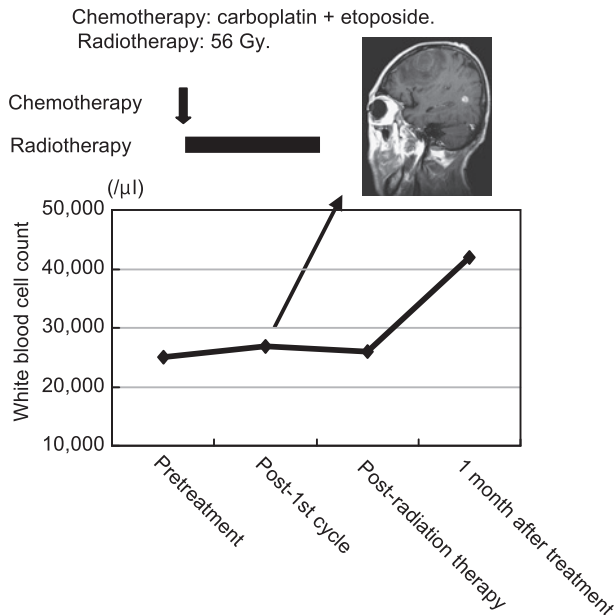 Chemotherapy: carboplatin + etoposide.
Radiotherapy: 56 Gy.
Chemotherapy
Radiotherapy
(/μl)
50,000
40,000
30,000
20,000
10,000
White blood cell count
Pretreatment
Post-1st cycle
Post-radiation therapy
1 month after treatment